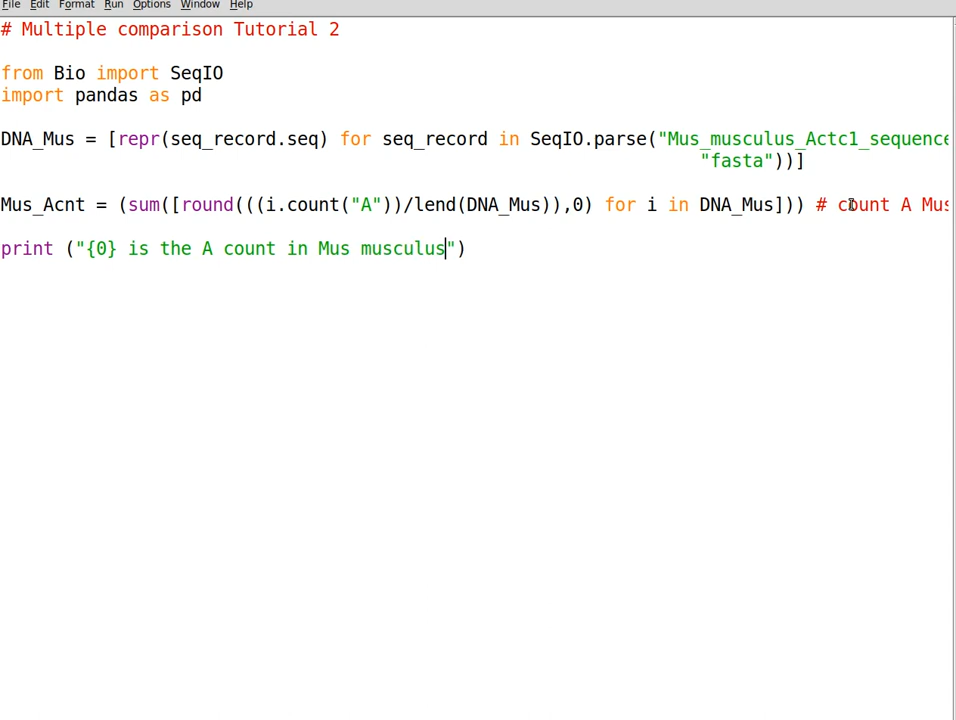 File Edit Format Run Options Window Help
# Multiple comparison Tutorial 2
from Bio import SeqIO
import pandas as pd
DNA_Mus = [repr(seq_record.seq) for seq_record in SeqIO.parse("Mus_musculus_Actc1_sequence
"fasta"))]
Mus_Acnt = (sum([round(((i.count("A"))/lend(DNA_Mus)),0) for i in DNA_Mus])) # count A Mus
print ("{0} is the A count in Mus musculus")